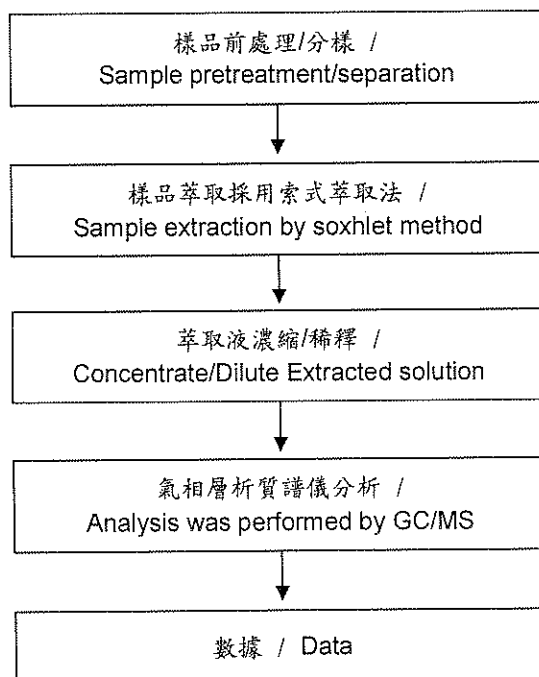 樣品前處理/分樣 /
Sample pretreatment/separation
樣品萃取採用索式萃取法 /
Sample extraction by soxhlet method
萃取液濃縮/稀釋 /
Concentrate/Dilute Extracted solution
氣相層析質譜儀分析 /
Analysis was performed by GC/MS
數據 / Data